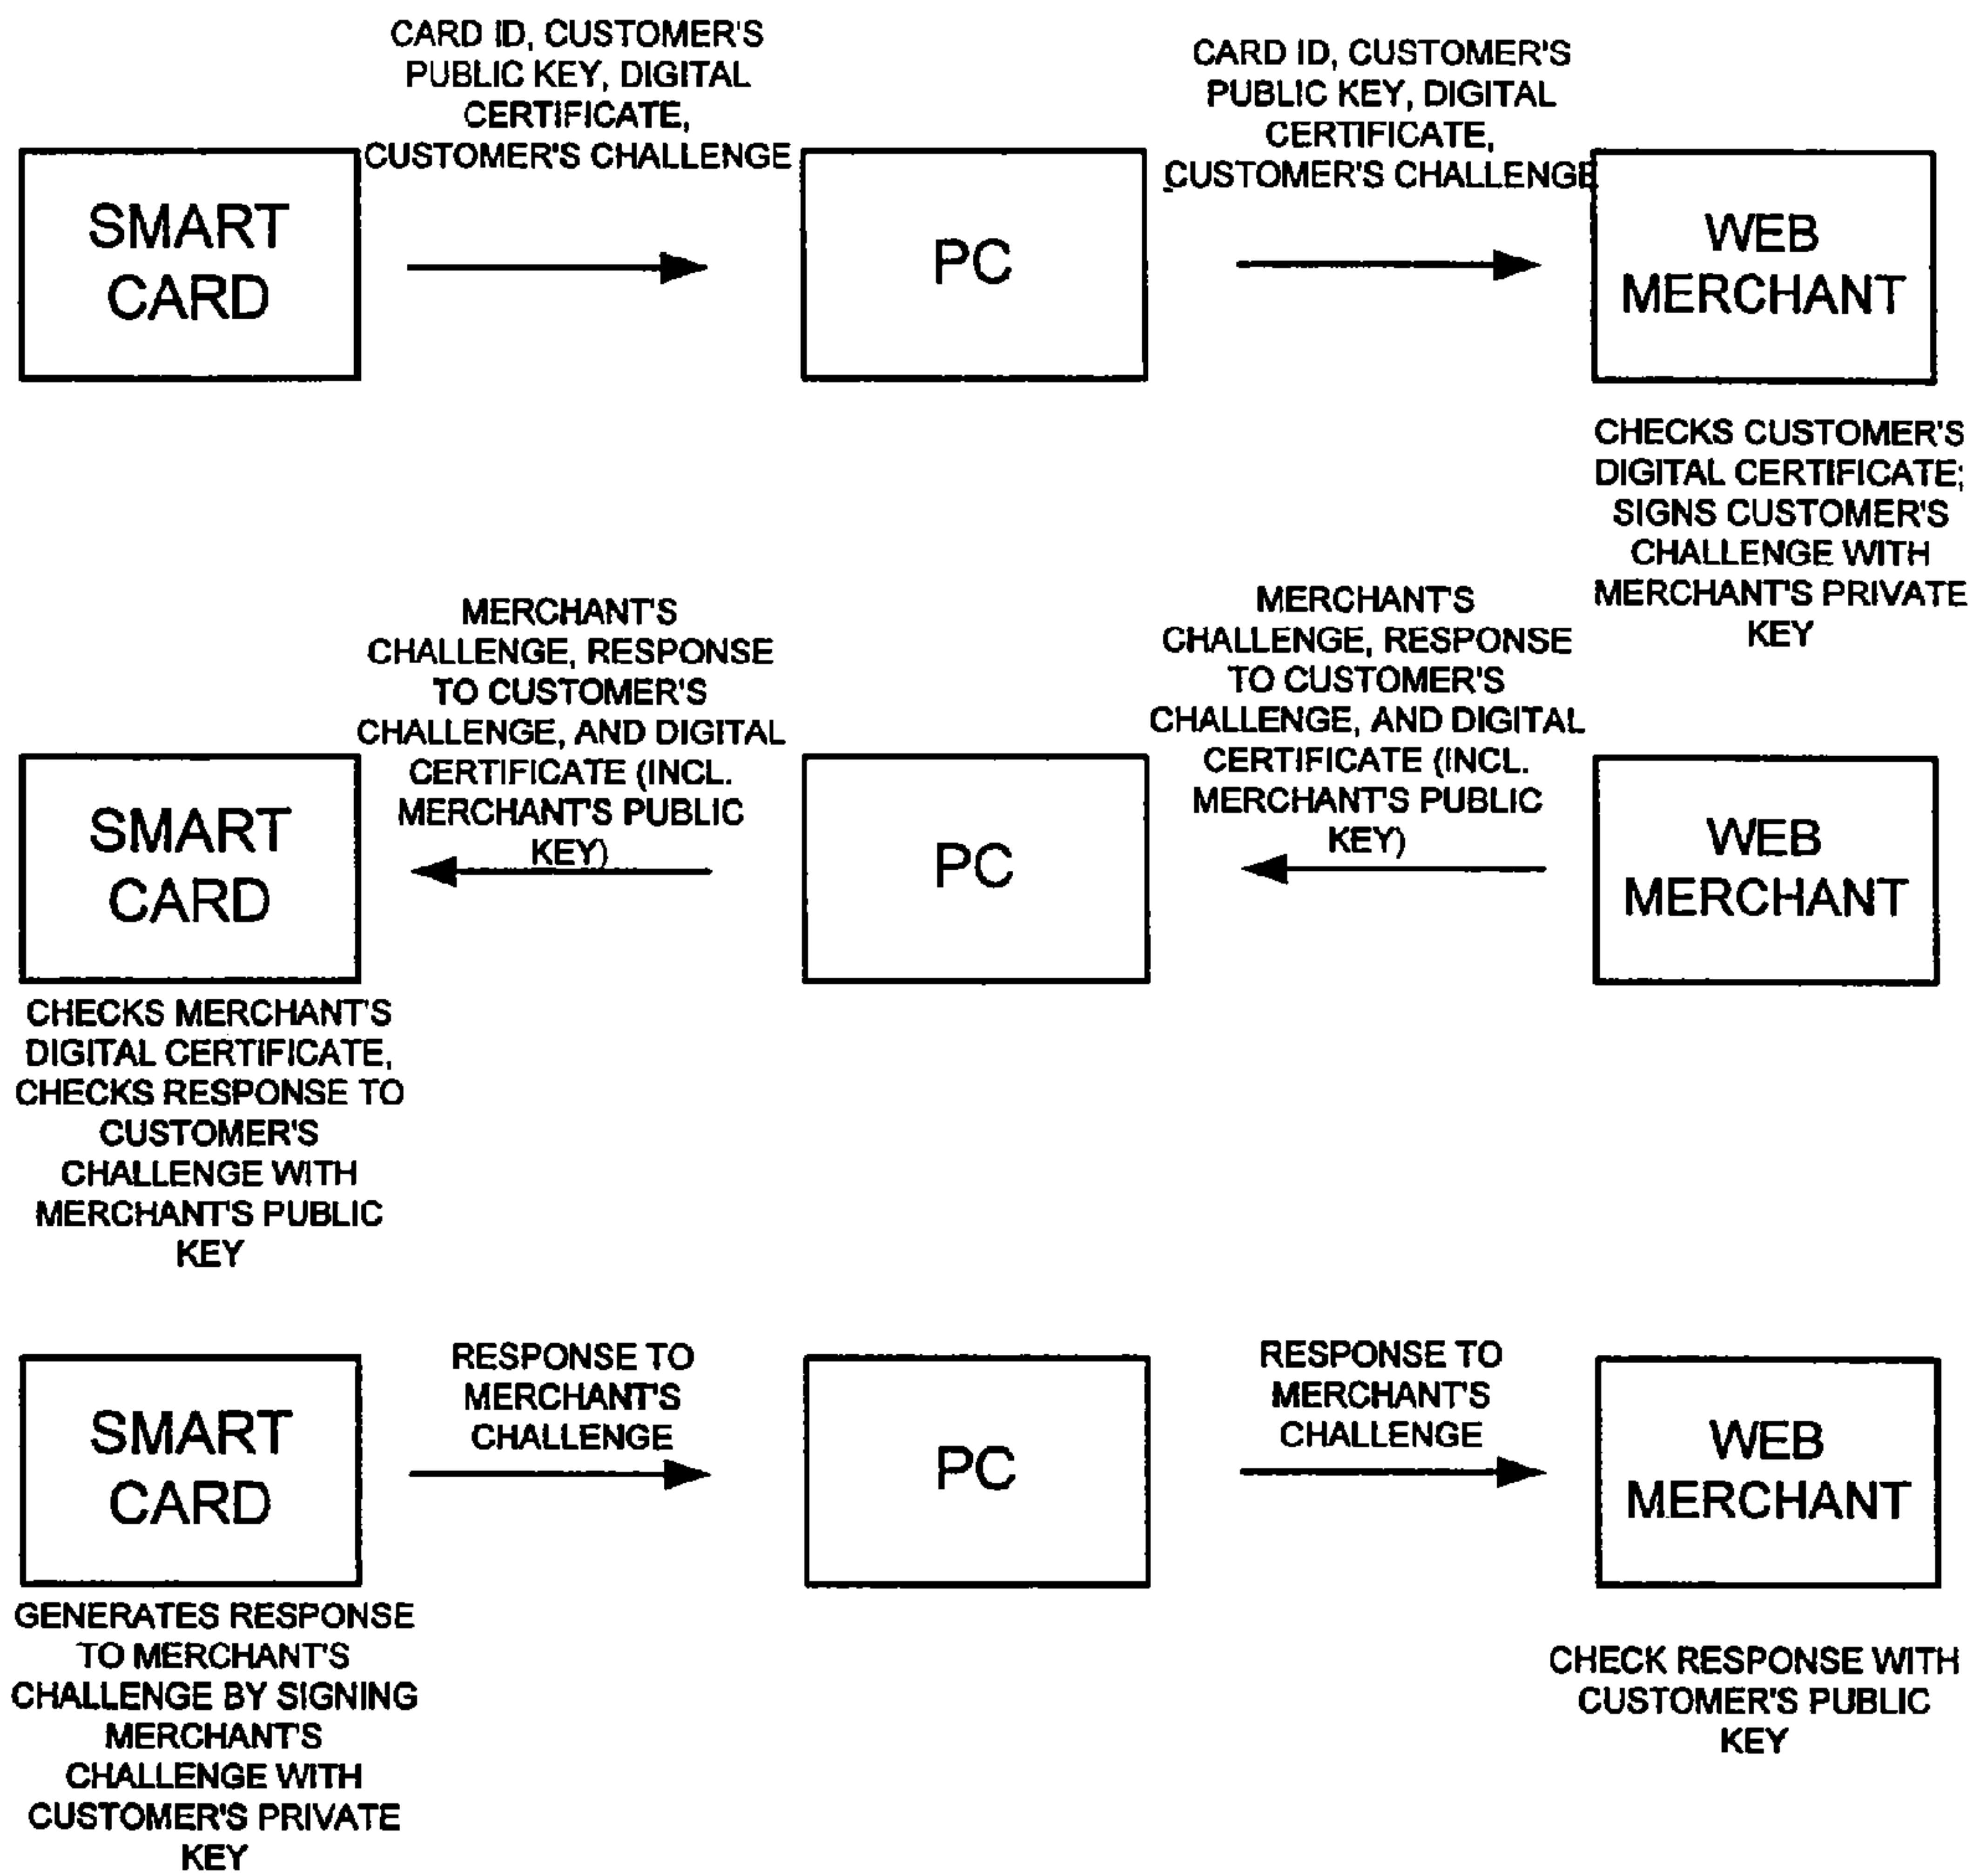 CARD ID, CUSTOMER'S
PUBLIC KEY, DIGITAL
CERTIFICATE,
CUSTOMER'S CHALLENGE
CARD ID, CUSTOMER'S
PUBLIC KEY, DIGITAL
CERTIFICATE,
CUSTOMER'S CHALLENGE
SMART
CARD
PC
WEB
MERCHANT
CHECKS CUSTOMER'S
DIGITAL CERTIFICATE;
SIGNS CUSTOMER'S
CHALLENGE WITH
MERCHANT'S PRIVATE
KEY
MERCHANT'S
CHALLENGE, RESPONSE
TO CUSTOMER'S
CHALLENGE, AND DIGITAL
CERTIFICATE (INCL.
MERCHANT'S PUBLIC
KEY)
MERCHANT'S
CHALLENGE, RESPONSE
TO CUSTOMER'S
CHALLENGE, AND DIGITAL
CERTIFICATE (INCL.
MERCHANT'S PUBLIC
KEY)
SMART
CARD
PC
WEB
MERCHANT
CHECKS MERCHANT'S
DIGITAL CERTIFICATE,
CHECKS RESPONSE TO
CUSTOMER'S
CHALLENGE WITH
MERCHANT'S PUBLIC
KEY
RESPONSE TO
MERCHANT'S
CHALLENGE
RESPONSE TO
MERCHANT'S
CHALLENGE
SMART
CARD
PC
WEB
MERCHANT
GENERATES RESPONSE
TO MERCHANT'S
CHALLENGE BY SIGNING
MERCHANT'S
CHALLENGE WITH
CUSTOMER'S PRIVATE
KEY
CHECK RESPONSE WITH
CUSTOMER'S PUBLIC
KEY